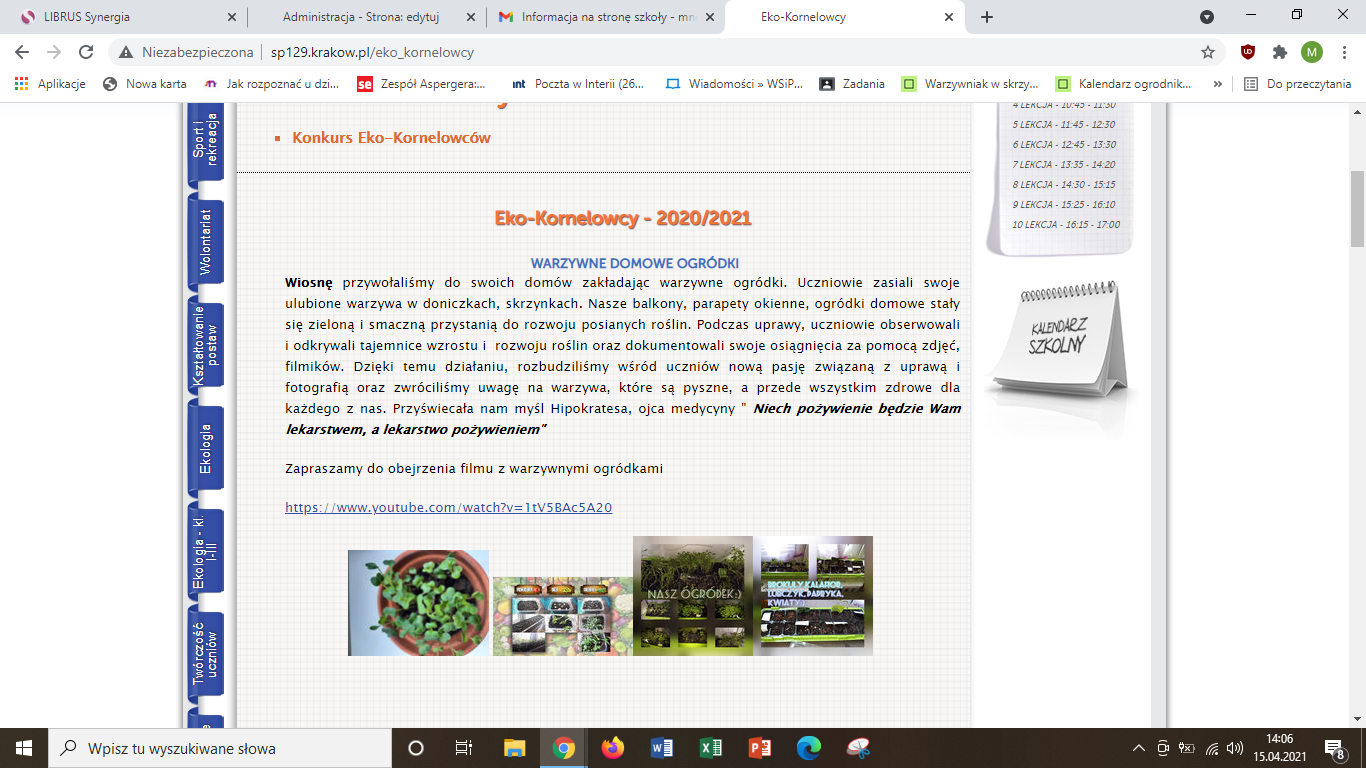 LIBRUS Synergia
Administracja - Strona: edytuj
Informacja na stronę szkoły - mn
Eko-Kornelowcy
Niezabezpieczona
sp129.krakow.pl/eko_kornelowcy
Aplikacje
Nowa karta
Jak rozpoznać u dzi...
Zespół Aspergera:...
Poczta w Interii (26...
Wiadomości » WSiP...
Zadania
Warzywniak w skrzy...
Kalendarz ogrodnik...
»
Do przeczytania
Sport i
rekreacja
Wolontariat
Kształtowanie
postaw
Ekologia
Ekologia - kl.
I-III
Twórczość
uczniów
Konkurs Eko-Kornelowców
Eko-Kornelowcy - 2020/2021
WARZYWNE DOMOWE OGRÓDKI
Wiosnę przywołaliśmy do swoich domów zakładając warzywne ogródki. Uczniowie zasiali swoje
ulubione warzywa w doniczkach, skrzynkach. Nasze balkony, parapety okienne, ogródki domowe stały
się zieloną i smaczną przystanią do rozwoju posianych roślin. Podczas uprawy, uczniowie obserwowali
i odkrywali tajemnice wzrostu i rozwoju roślin oraz dokumentowali swoje osiągnięcia za pomocą zdjęć,
filmików. Dzięki temu działaniu, rozbudziliśmy wśród uczniów nową pasję związaną z uprawą i
fotografią oraz zwróciliśmy uwagę na warzywa, które są pyszne, a przede wszystkim zdrowe dla
każdego z nas. Przyświecała nam myśl Hipokratesa, ojca medycyny " Niech pożywienie będzie Wam
lekarstwem, a lekarstwo pożywieniem"
Zapraszamy do obejrzenia filmu z warzywnymi ogródkami
https://www.youtube.com/watch?v=1tV5BAc5A20
NASZ OGRÓDEK:)
BROKUŁY, KALAFIOR,
LUBCZYK, PAPRYKA,
KWIATY:)
4 LEKCJA - 10:45 - 11:30
5 LEKCJA - 11:45 - 12:30
6 LEKCJA - 12:45 - 13:30
7 LEKCJA - 13:35 - 14:20
8 LEKCJA - 14:30 - 15:15
9 LEKCJA - 15:25 - 16:10
10 LEKCJA - 16:15 - 17:00
KALENDARZ
SZKOLNY
Wpisz tu wyszukiwane słowa
14:06
15.04.2021
8